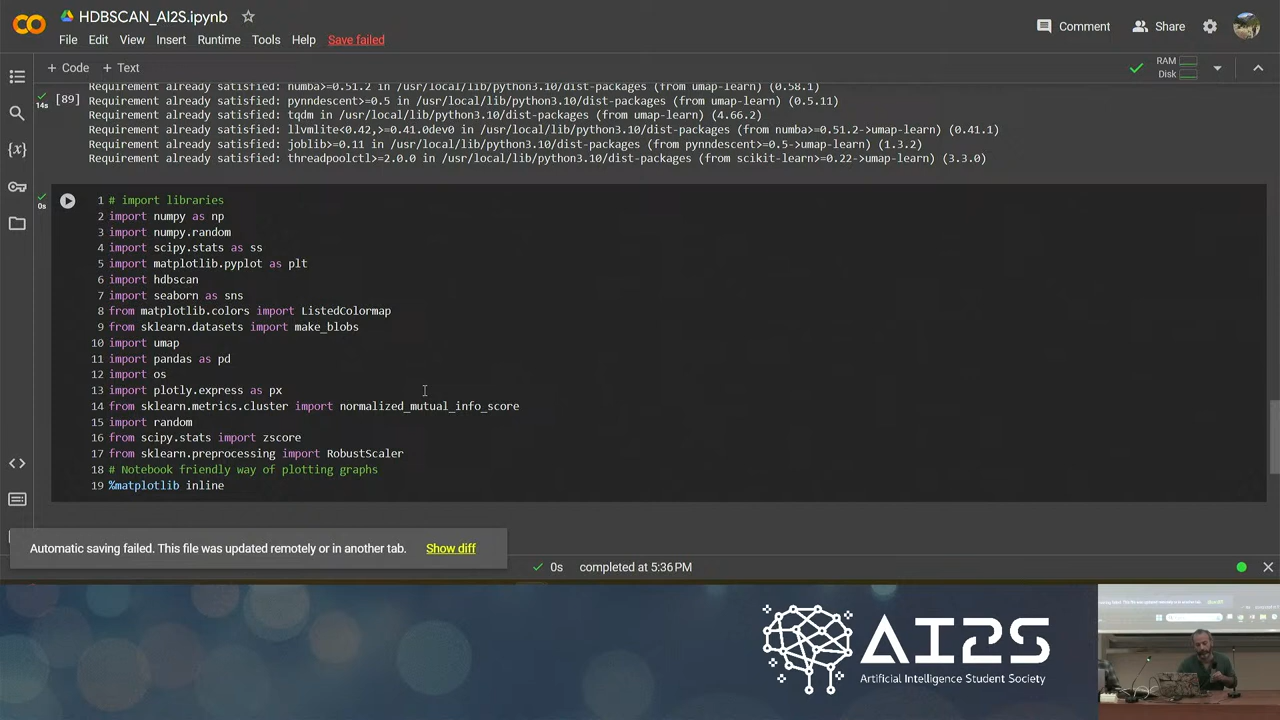 HDBSCAN_AI2S.ipynb
File Edit View Insert Runtime Tools Help Save failed
Comment Share
+ Code + Text
RAM
Disk
Requirement already satisfied: numba>=0.51.2 in /usr/local/lib/python3.10/dist-packages (from umap-learn) (0.58.1)
14s [89] Requirement already satisfied: pynndescent>=0.5 in /usr/local/lib/python3.10/dist-packages (from umap-learn) (0.5.11)
Requirement already satisfied: tqdm in /usr/local/lib/python3.10/dist-packages (from umap-learn) (4.66.2)
Requirement already satisfied: llvmlite<0.42,>=0.41.0dev0 in /usr/local/lib/python3.10/dist-packages (from numba>=0.51.2->umap-learn) (0.41.1)
Requirement already satisfied: joblib>=0.11 in /usr/local/lib/python3.10/dist-packages (from pynndescent>=0.5->umap-learn) (1.3.2)
Requirement already satisfied: threadpoolctl>=2.0.0 in /usr/local/lib/python3.10/dist-packages (from scikit-learn>=0.22->umap-learn) (3.3.0)
0s
1 # import libraries
2 import numpy as np
3 import numpy.random
4 import scipy.stats as ss
5 import matplotlib.pyplot as plt
6 import hdbscan
7 import seaborn as sns
8 from matplotlib.colors import ListedColormap
9 from sklearn.datasets import make_blobs
10 import umap
11 import pandas as pd
12 import os
13 import plotly.express as px
14 from sklearn.metrics.cluster import normalized_mutual_info_score
15 import random
16 from scipy.stats import zscore
17 from sklearn.preprocessing import RobustScaler
18 # Notebook friendly way of plotting graphs
19 %matplotlib inline
Automatic saving failed. This file was updated remotely or in another tab. Show diff
0s completed at 5:36 PM
AI2S
Artificial Intelligence Student Society